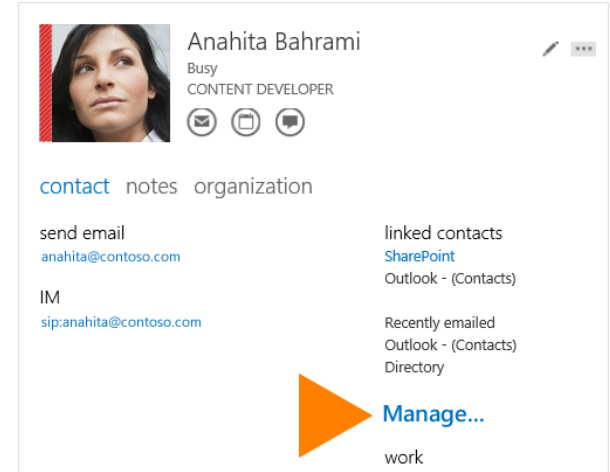 Anahita Bahrami
Busy
CONTENT DEVELOPER
contact notes organization
send email
anahita@contoso.com
IM
sip:anahita@contoso.com
linked contacts
SharePoint
Outlook - (Contacts)
Recently emailed
Outlook - (Contacts)
Directory
Manage...
work